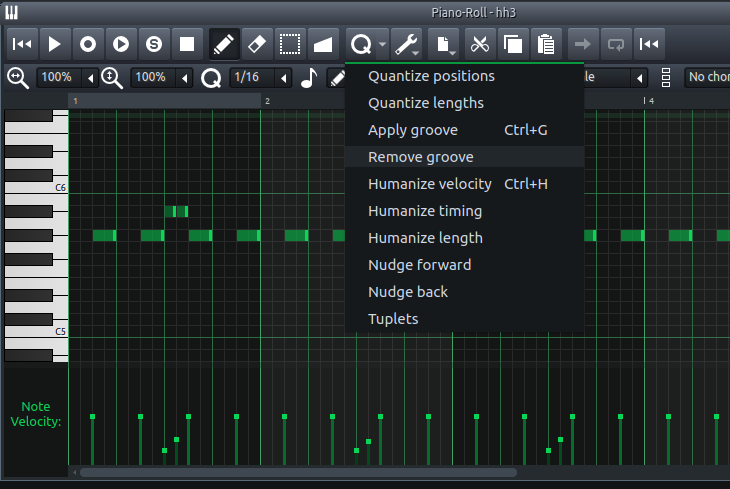 Piano-Roll - hh3
S
Q
100%
100%
Q
1/16
le
No chor
1
2
4
Quantize positions
Quantize lengths
Apply groove Ctrl+G
Remove groove
Humanize velocity Ctrl+H
Humanize timing
Humanize length
Nudge forward
Nudge back
Tuplets
C6
C5
Note
Velocity: